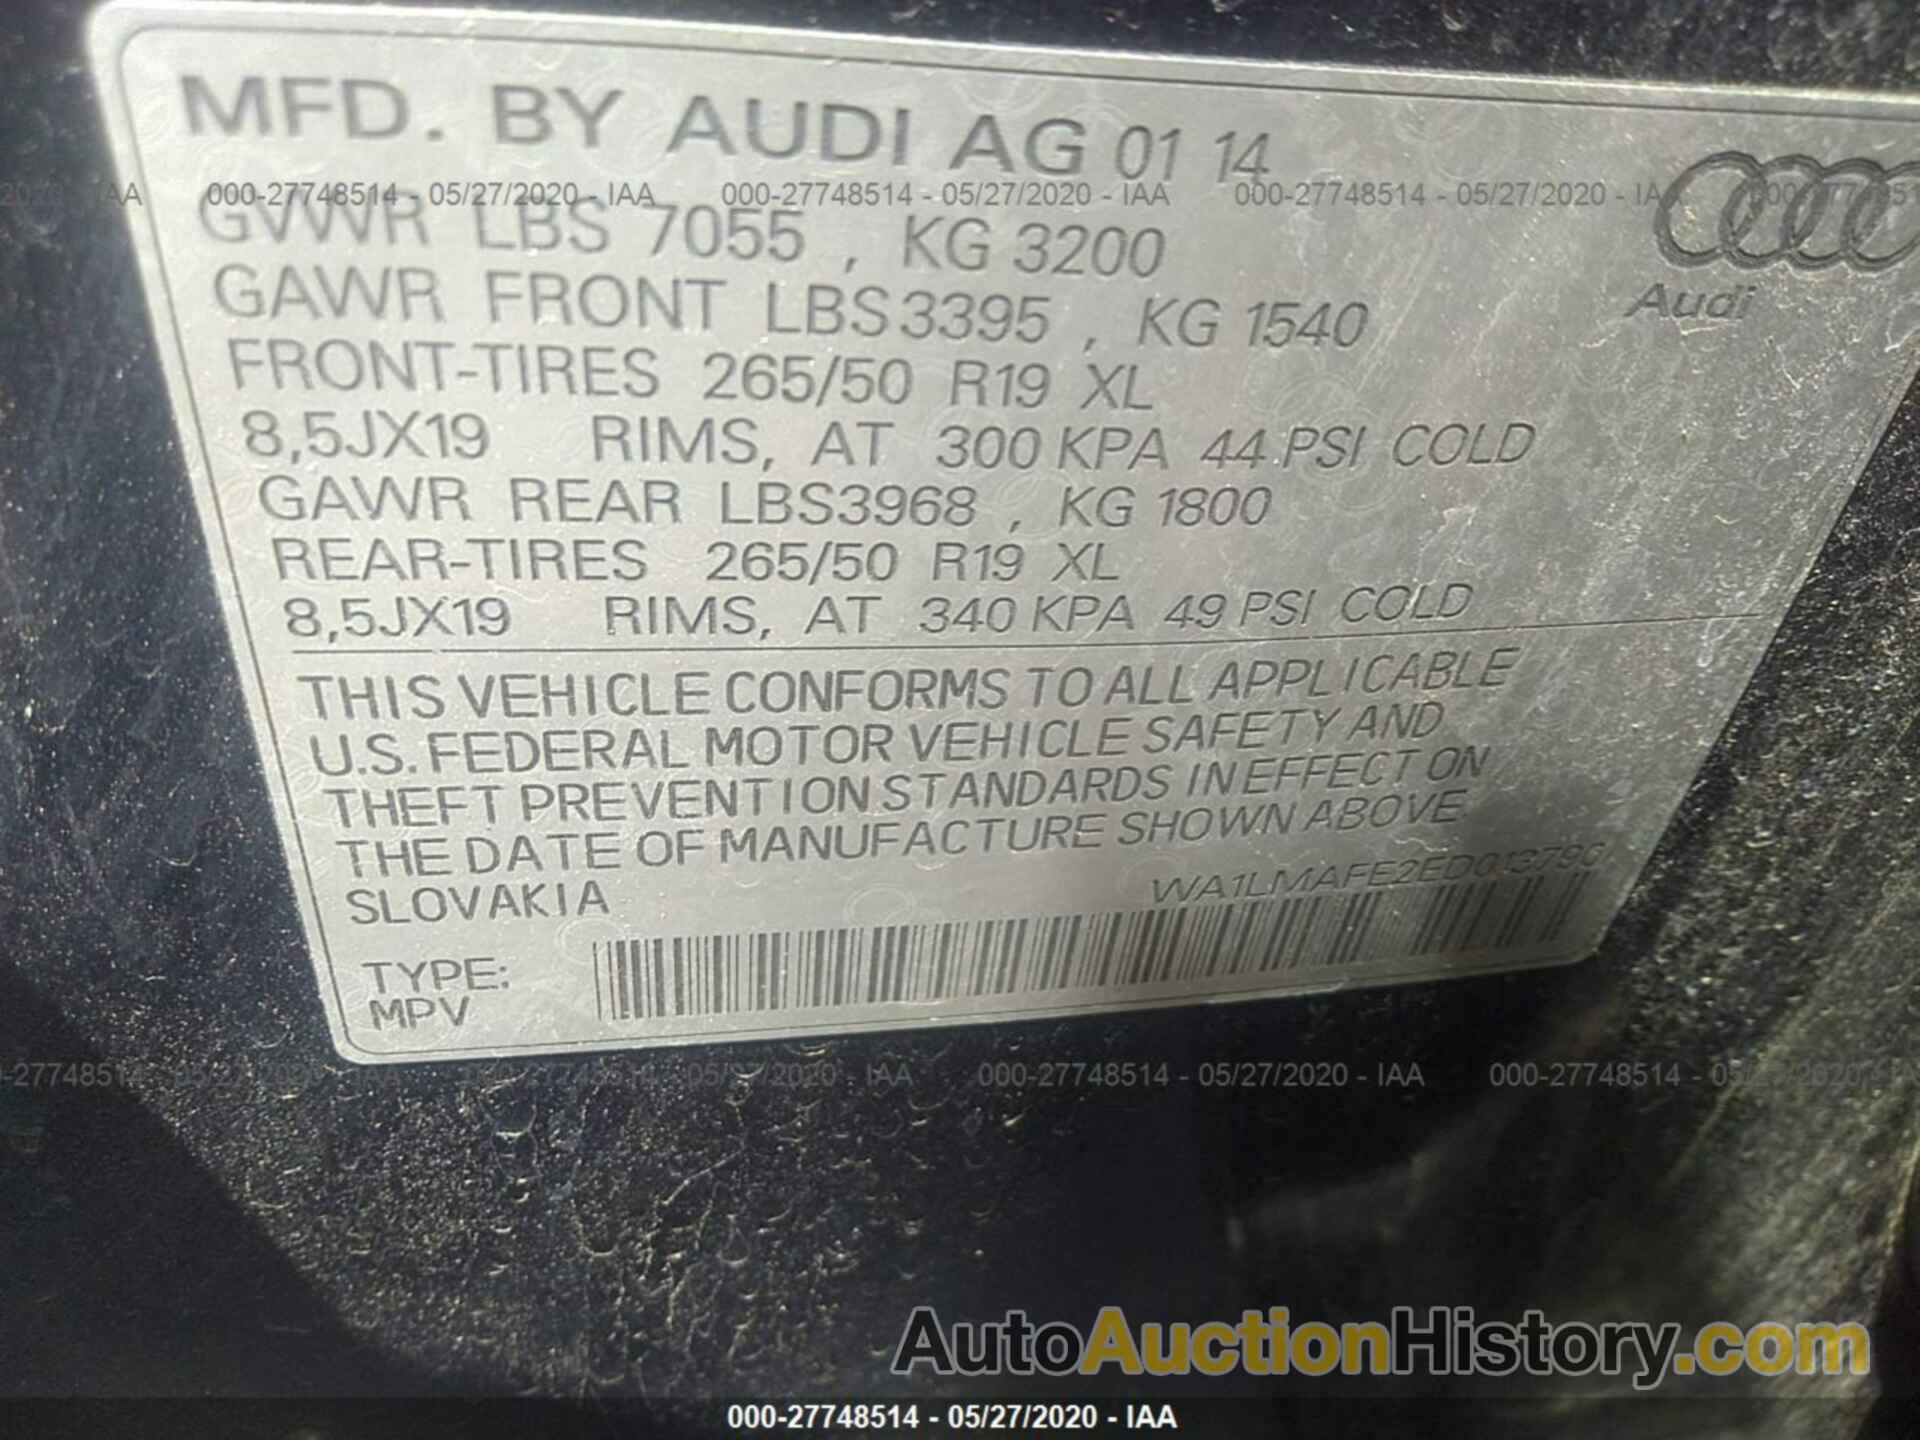 MFD. BY AUDI AG 01 14
000-27748514 - 05/27/2020 - IAA 000-27748514 - 05/27/2020 - IAA 000-27748514 - 05/27/2020 - IAA
GVWR LBS 7055 , KG 3200
Audi
GAWR FRONT LBS 3395 , KG 1540
FRONT-TIRES 265/50 R19 XL
8,5JX19 RIMS, AT 300 KPA 44 PSI COLD
GAWR REAR LBS 3968 , KG 1800
REAR-TIRES 265/50 R19 XL
8,5JX19 RIMS, AT 340 KPA 49 PSI COLD
THIS VEHICLE CONFORMS TO ALL APPLICABLE
U.S. FEDERAL MOTOR VEHICLE SAFETY AND
THEFT PREVENTION STANDARDS IN EFFECT ON
THE DATE OF MANUFACTURE SHOWN ABOVE.
SLOVAKIA
TYPE:
MPV
000-27748514 - 05/27/2020 - IAA 000-27748514 - 05/27/2020 - IAA
AutoAuctionHistory.com
000-27748514 - 05/27/2020 - IAA